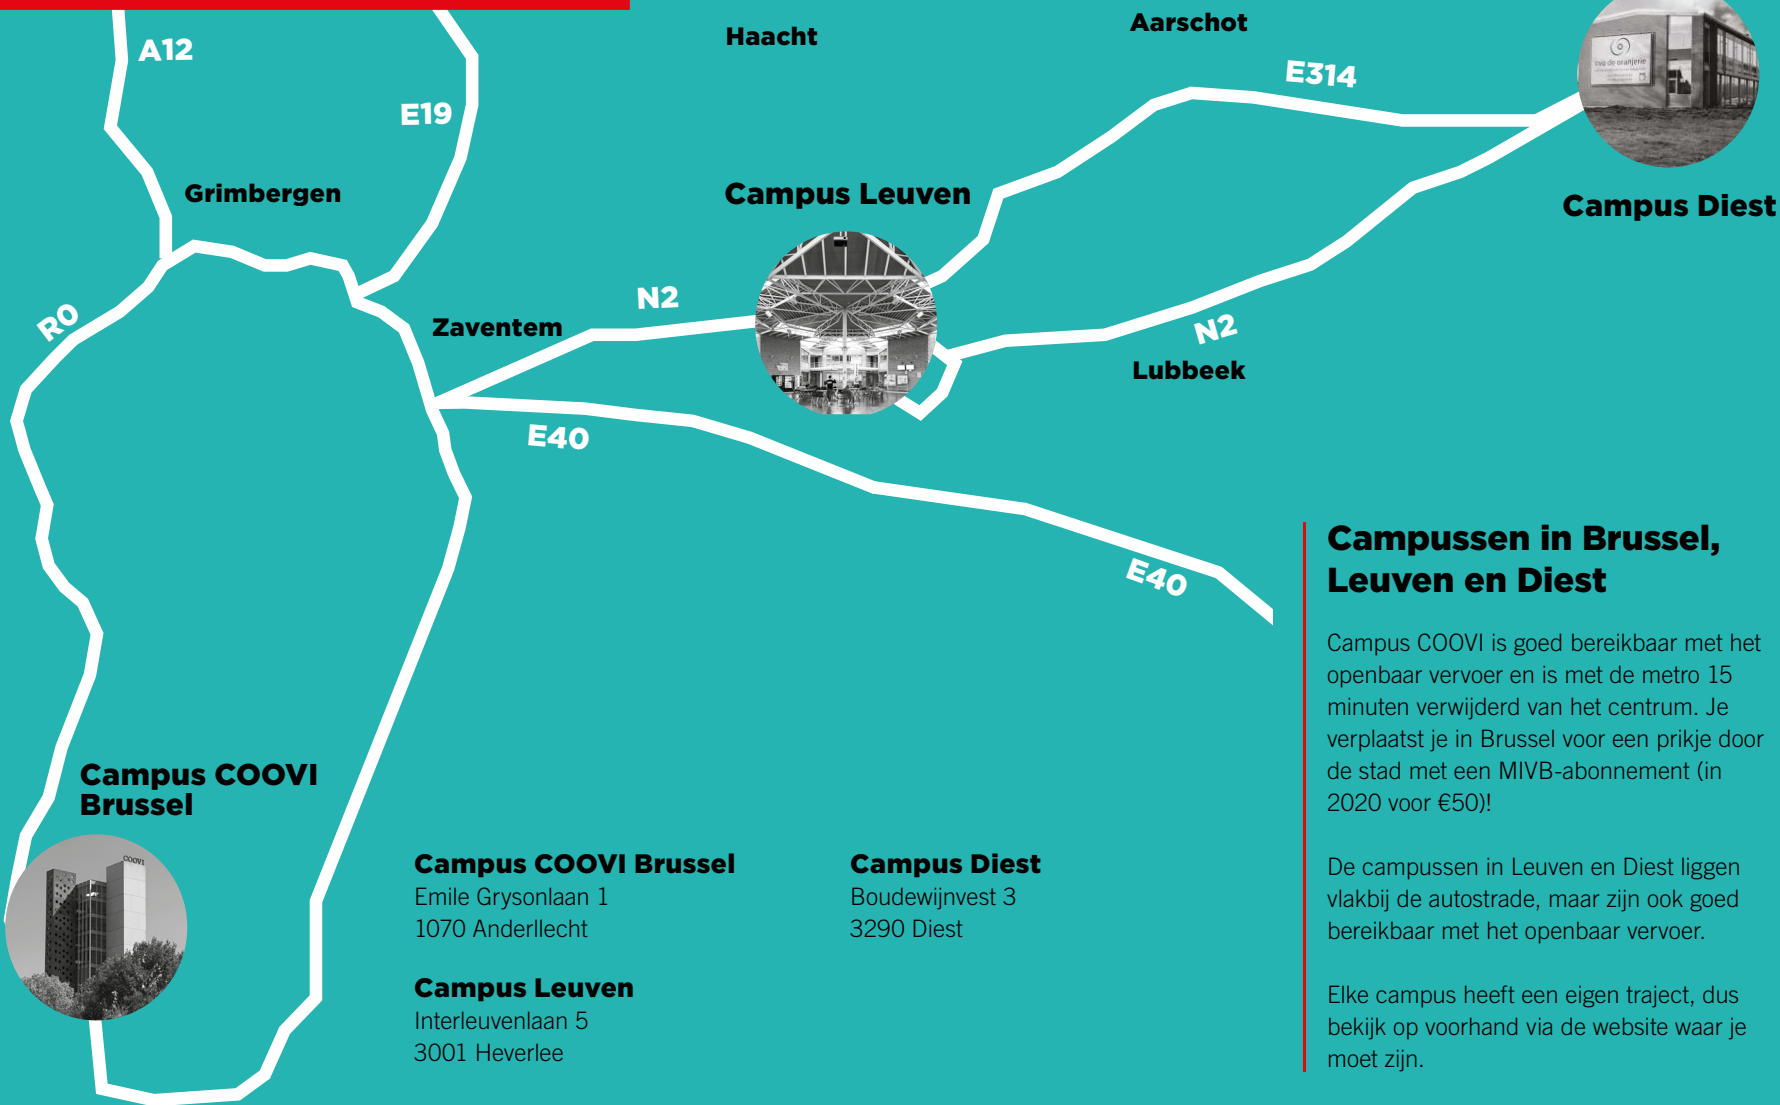 Haacht
Aarschot
A12
E314
E19
cvo de oranjerie
Grimbergen
Campus Leuven
Campus Diest
N2
R0
Zaventem
N2
Lubbeek
E40
E40
Campussen in Brussel,
Leuven en Diest
Campus COOVI is goed bereikbaar met het
openbaar vervoer en is met de metro 15
minuten verwijderd van het centrum. Je
verplaatst je in Brussel voor een prikje door
de stad met een MIVB-abonnement (in
2020 voor €50)!
De campussen in Leuven en Diest liggen
vlakbij de autostrade, maar zijn ook goed
bereikbaar met het openbaar vervoer.
Elke campus heeft een eigen traject, dus
bekijk op voorhand via de website waar je
moet zijn.
Campus COOVI
Brussel
COOVI
Campus COOVI Brussel
Emile Grysonlaan 1
1070 Anderllecht
Campus Leuven
Interleuvenlaan 5
3001 Heverlee
Campus Diest
Boudewijnvest 3
3290 Diest